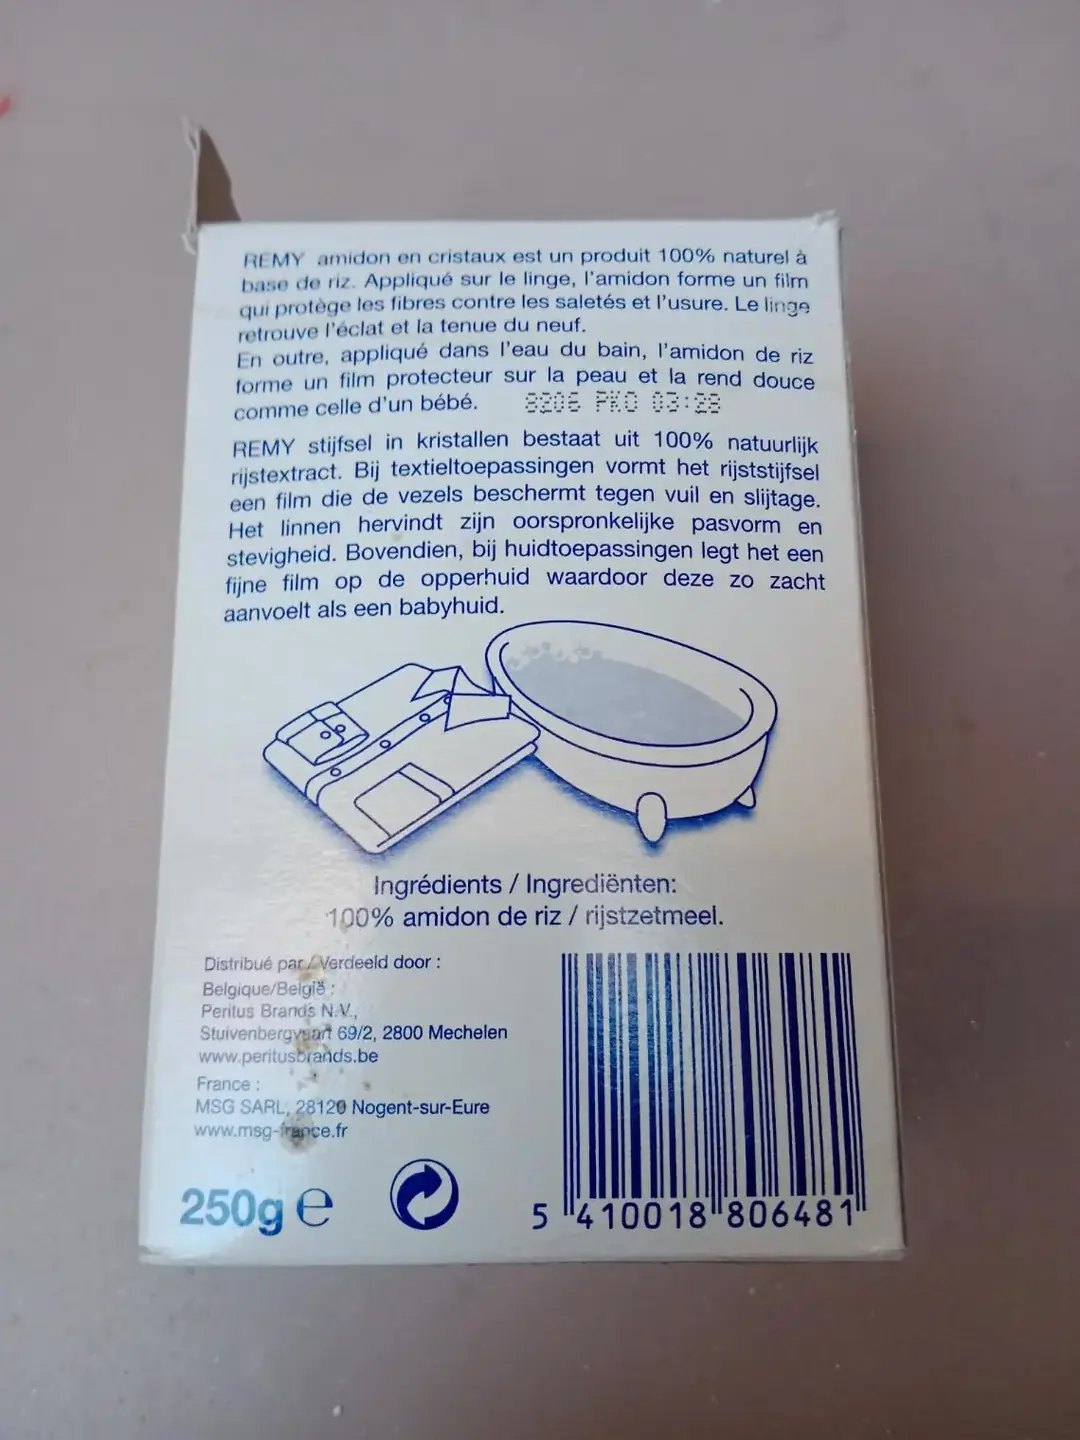 REMY amidon en cristaux est un produit 100% naturel à
base de riz. Appliqué sur le linge, l'amidon forme un film
qui protège les fibres contre les saletés et l'usure. Le linge
retrouve l'éclat et la tenue du neuf.
En outre, appliqué dans l'eau du bain, l'amidon de riz
forme un film protecteur sur la peau et la rend douce
comme celle d'un bébé. 8206 PKO 03:28
REMY stijfsel in kristallen bestaat uit 100% natuurlijk
rijstextract. Bij textieltoepassingen vormt het rijststijfsel
een film die de vezels beschermt tegen vuil en slijtage.
Het linnen hervindt zijn oorspronkelijke pasvorm en
stevigheid. Bovendien, bij huidtoepassingen legt het een
fijne film op de opperhuid waardoor deze zo zacht
aanvoelt als een babyhuid.
Ingrédients / Ingrediënten:
100% amidon de riz / rijstzetmeel.
Distribué par / Verdeeld door :
Belgique/België :
Peritus Brands N.V.,
Stuivenbergvaart 69/2, 2800 Mechelen
www.peritusbrands.be
France :
MSG SARL, 28120 Nogent-sur-Eure
www.msg-france.fr
250g e
5 410018 806481